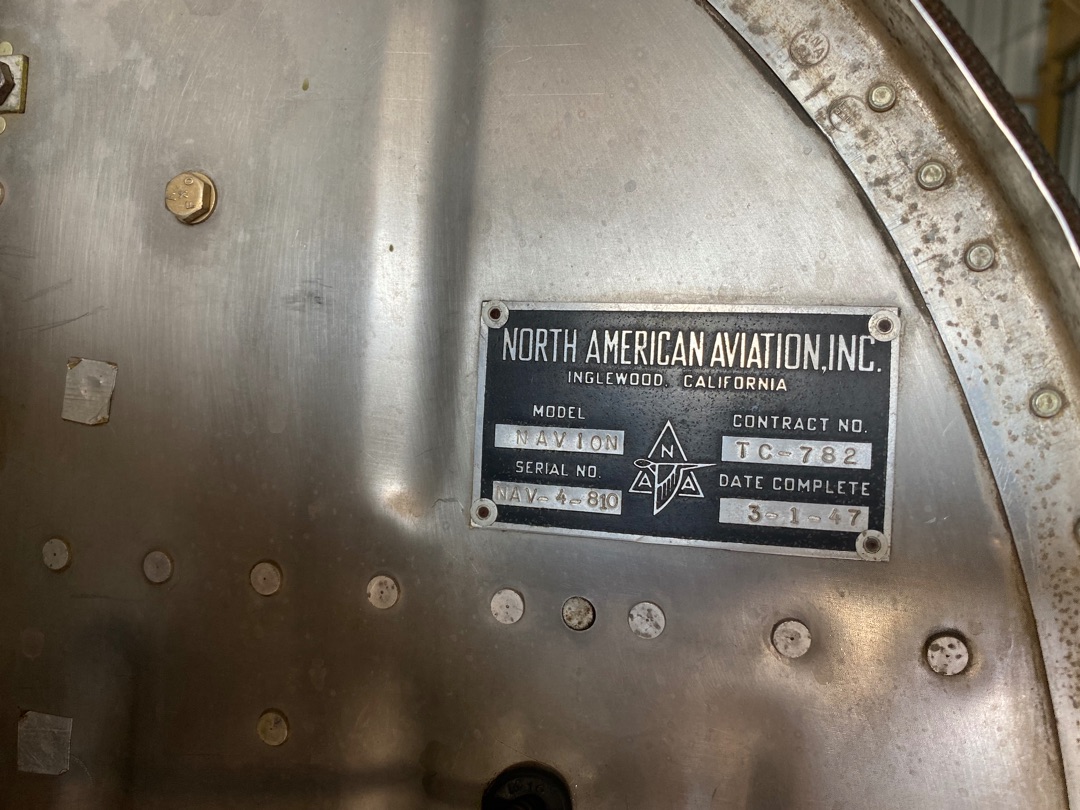 NORTH AMERICAN AVIATION, INC.
INGLEWOOD, CALIFORNIA
MODEL
NAVION
SERIAL NO.
NAV-4-810
N
A A
CONTRACT NO.
TC-782
DATE COMPLETE
3-1-47